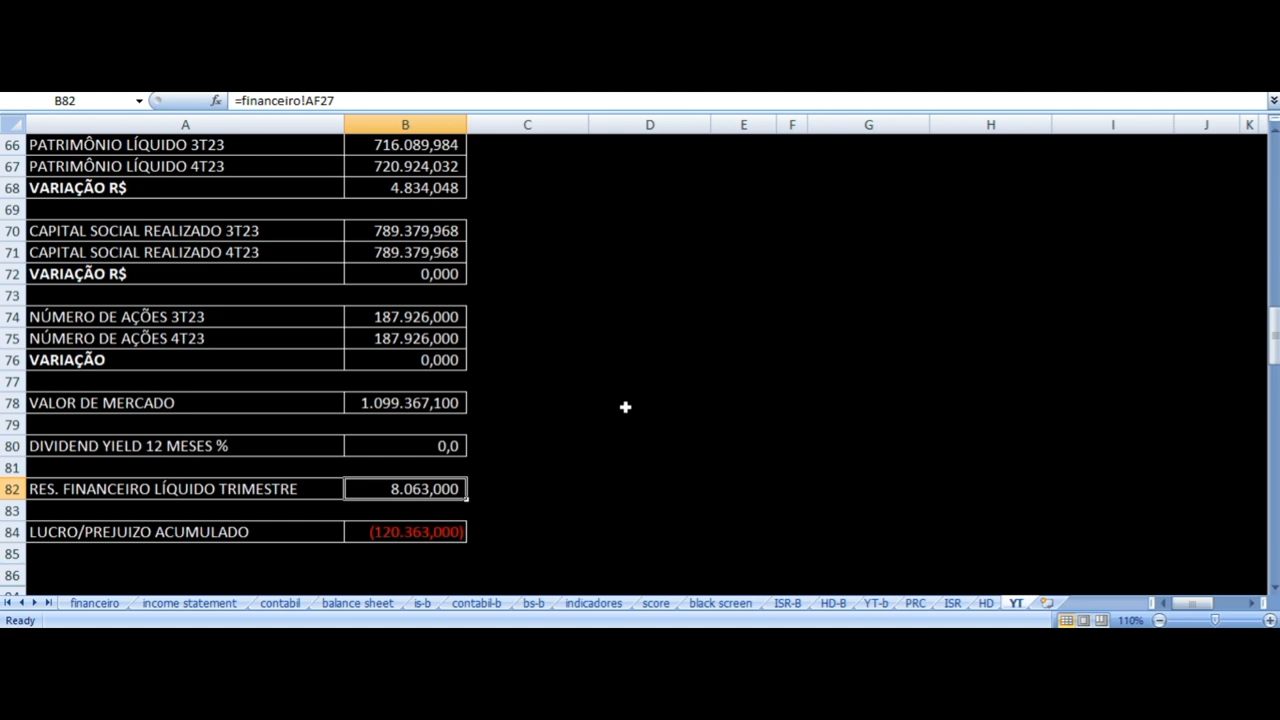 B82 fx =financeiro!AF27
A B C D E F G H I J K
66 PATRIMÔNIO LÍQUIDO 3T23 716.089,984
67 PATRIMÔNIO LÍQUIDO 4T23 720.924,032
68 VARIAÇÃO R$ 4.834,048
69
70 CAPITAL SOCIAL REALIZADO 3T23 789.379,968
71 CAPITAL SOCIAL REALIZADO 4T23 789.379,968
72 VARIAÇÃO R$ 0,000
73
74 NÚMERO DE AÇÕES 3T23 187.926,000
75 NÚMERO DE AÇÕES 4T23 187.926,000
76 VARIAÇÃO 0,000
77
78 VALOR DE MERCADO 1.099.367,100
79
80 DIVIDEND YIELD 12 MESES % 0,0
81
82 RES. FINANCEIRO LÍQUIDO TRIMESTRE 8.063,000
83
84 LUCRO/PREJUIZO ACUMULADO (120.363,000)
85
86
financeiro income statement contabil balance sheet is-b contabil-b bs-b indicadores score black screen ISR-B HD-B YT-b PRC ISR HD YT
Ready 110%